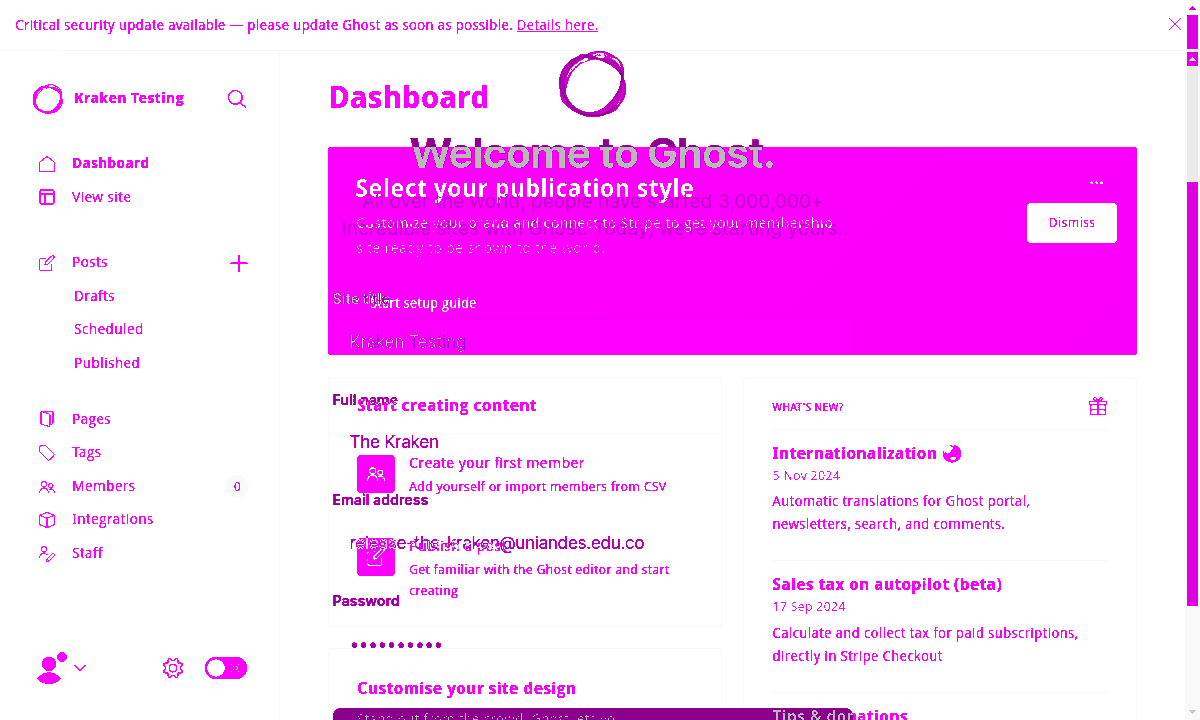 Critical security update available — please update Ghost as soon as possible. Details here.
Kraken Testing
Dashboard
View site
Posts
Drafts
Scheduled
Published
Pages
Tags
Members 0
Integrations
Staff
Dashboard
Welcome to Ghost.
Select your publication style
All over the world, people have started 3,000,000+
incredible sites with Ghost. Today, we're starting yours.
Customize your brand and connect to Stripe to get your membership
site ready to be shown to the world.
Dismiss
Site title
Start setup guide
Kraken Testing
Full name
Start creating content
The Kraken
Create your first member
Add yourself or import members from CSV
Email address
release-the-kraken@uniandes.edu.co
Publish a post
Get familiar with the Ghost editor and start
creating
Password
••••••••••
Customise your site design
Stand out from the crowd. Ghost lets you
WHAT'S NEW?
Internationalization
5 Nov 2024
Automatic translations for Ghost portal,
newsletters, search, and comments.
Sales tax on autopilot (beta)
17 Sep 2024
Calculate and collect tax for paid subscriptions,
directly in Stripe Checkout
Tips & donations